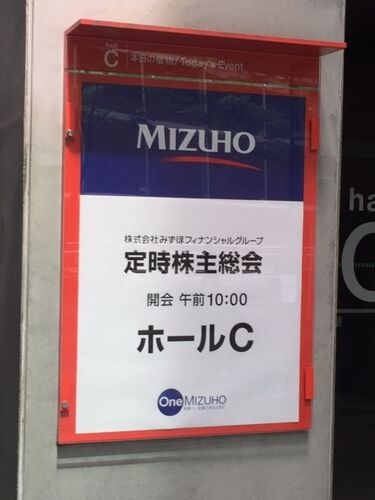 hall
C 本日の催物/Today's Event
MIZUHO
株式会社みずほフィナンシャルグループ
定時株主総会
開会 午前10:00
ホールC
One MIZUHO
ha